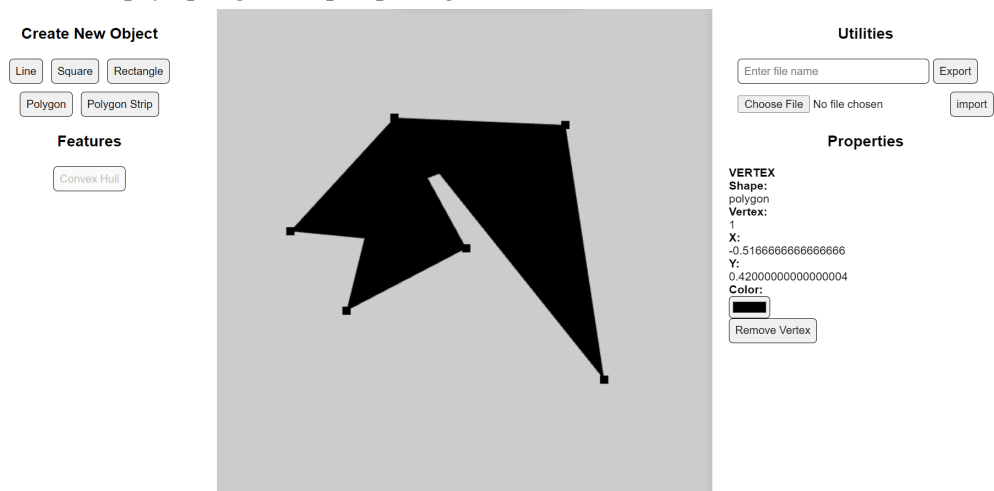 Create New Object
Line Square Rectangle
Polygon Polygon Strip
Features
Convex Hull
Utilities
Enter file name Export
Choose File No file chosen import
Properties
VERTEX
Shape:
polygon
Vertex:
1
X:
-0.5166666666666666
Y:
0.42000000000000004
Color:
Remove Vertex